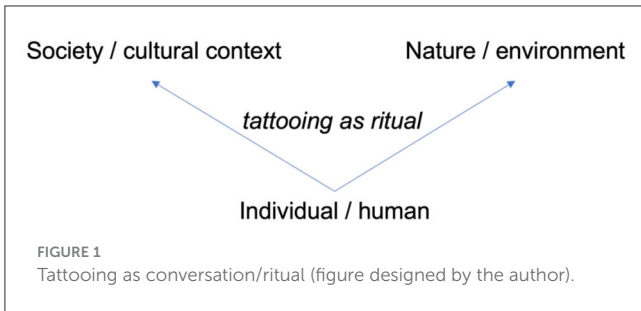 Society / cultural context Nature / environment
tattooing as ritual
Individual / human
FIGURE 1
Tattooing as conversation/ritual (figure designed by the author).